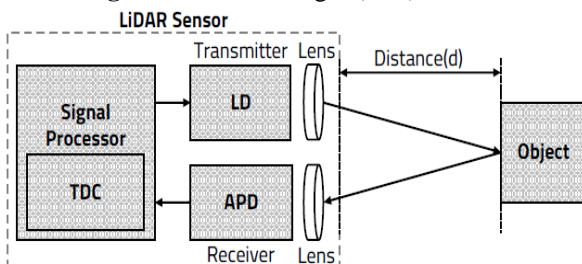 LiDAR Sensor
Transmitter Lens
Distance(d)
Signal
Processor
LD
Object
TDC
APD
Receiver Lens